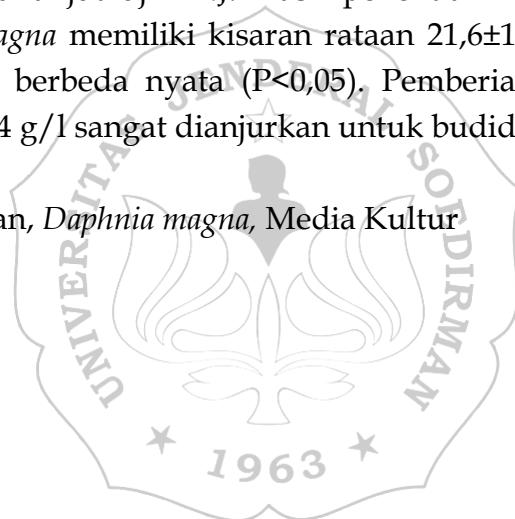 agna memiliki kisaran rataan 21,6±1
berbeda nyata (P<0,05). Pemberia
4 g/l sangat dianjurkan untuk budid
an, Daphnia magna, Media Kultur
UNIVERSITAS JENDERAL SOEDIRMAN
1963